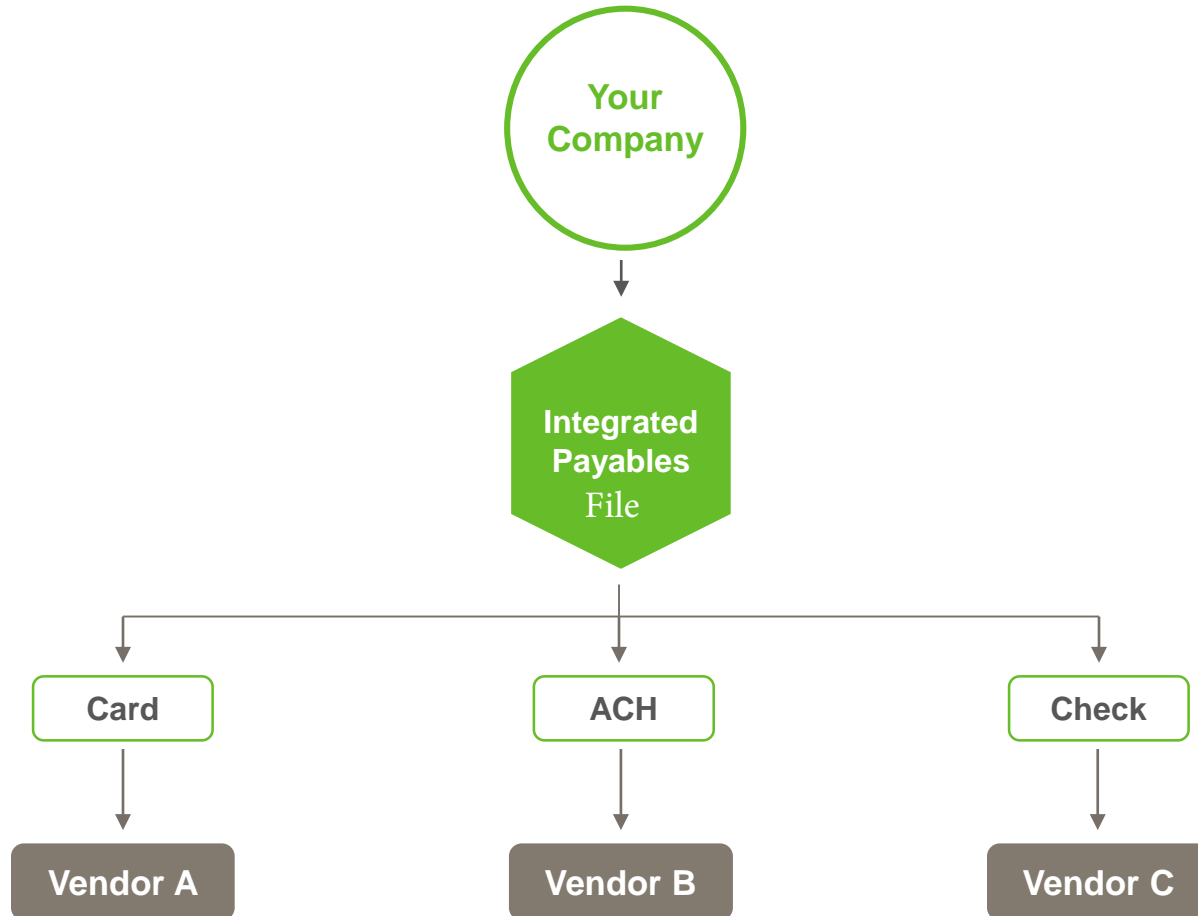 Your
Company
Integrated
Payables
File
Card
ACH
Check
Vendor A
Vendor B
Vendor C